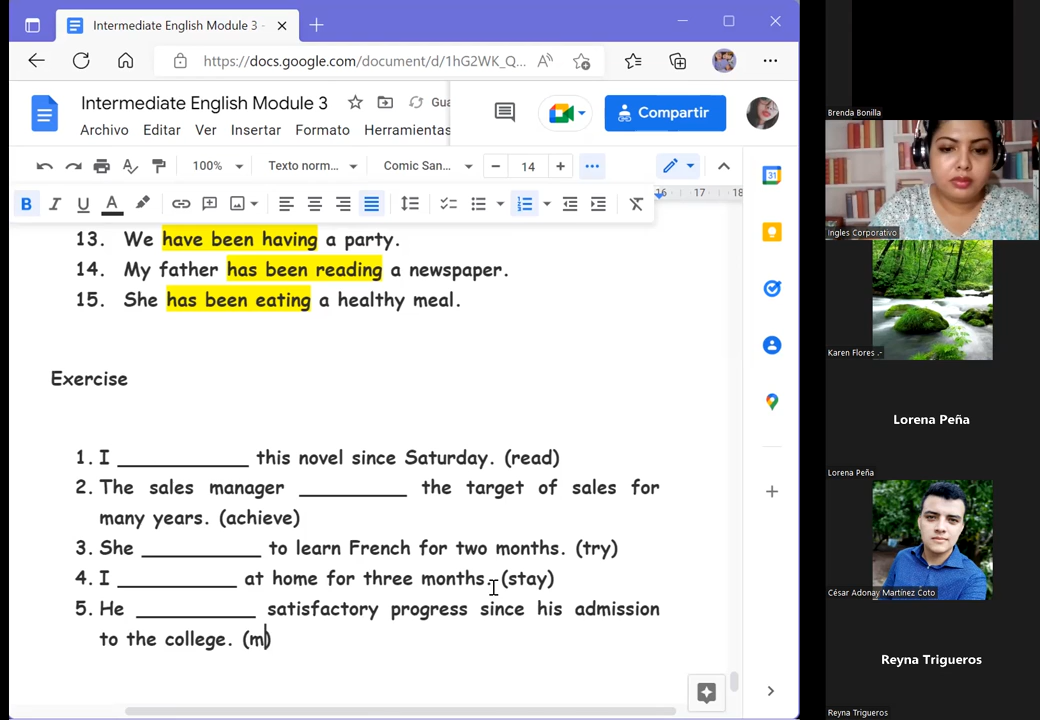 Intermediate English Module 3 -
https://docs.google.com/document/d/1hG2WK_Q...
Intermediate English Module 3
Gua
Compartir
Archivo Editar Ver Insertar Formato Herramientas
100% Texto norm... Comic San... 14
16 17 18
13. We have been having a party.
14. My father has been reading a newspaper.
15. She has been eating a healthy meal.
Exercise
1. I ____________ this novel since Saturday. (read)
2. The sales manager __________ the target of sales for
many years. (achieve)
3. She ___________ to learn French for two months. (try)
4. I ___________ at home for three months. (stay)
5. He ___________ satisfactory progress since his admission
to the college. (m)
31
Brenda Bonilla
Ingles Corporativo
Karen Flores .-
Lorena Peña
Lorena Peña
César Adonay Martínez Coto
Reyna Trigueros
Reyna Trigueros